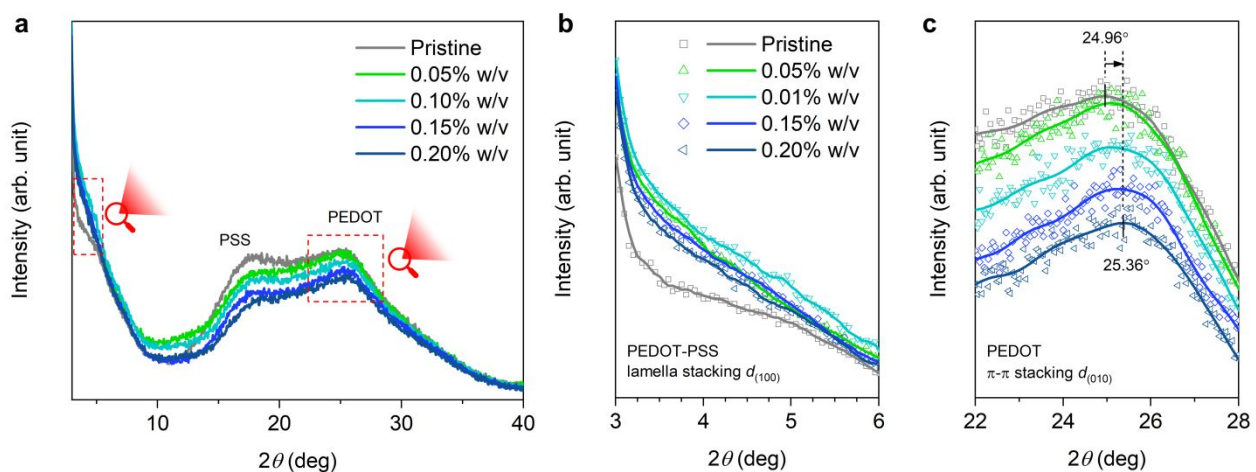 a
Intensity (arb. unit)
Pristine
0.05% w/v
0.10% w/v
0.15% w/v
0.20% w/v
PSS
PEDOT
10
20
30
40
2θ (deg)
b
Intensity (arb. unit)
Pristine
0.05% w/v
0.01% w/v
0.15% w/v
0.20% w/v
PEDOT-PSS
lamella stacking d(100)
3
4
5
6
2θ (deg)
c
Intensity (arb. unit)
24.96°
25.36°
PEDOT
π-π stacking d(010)
22
24
26
28
2θ (deg)